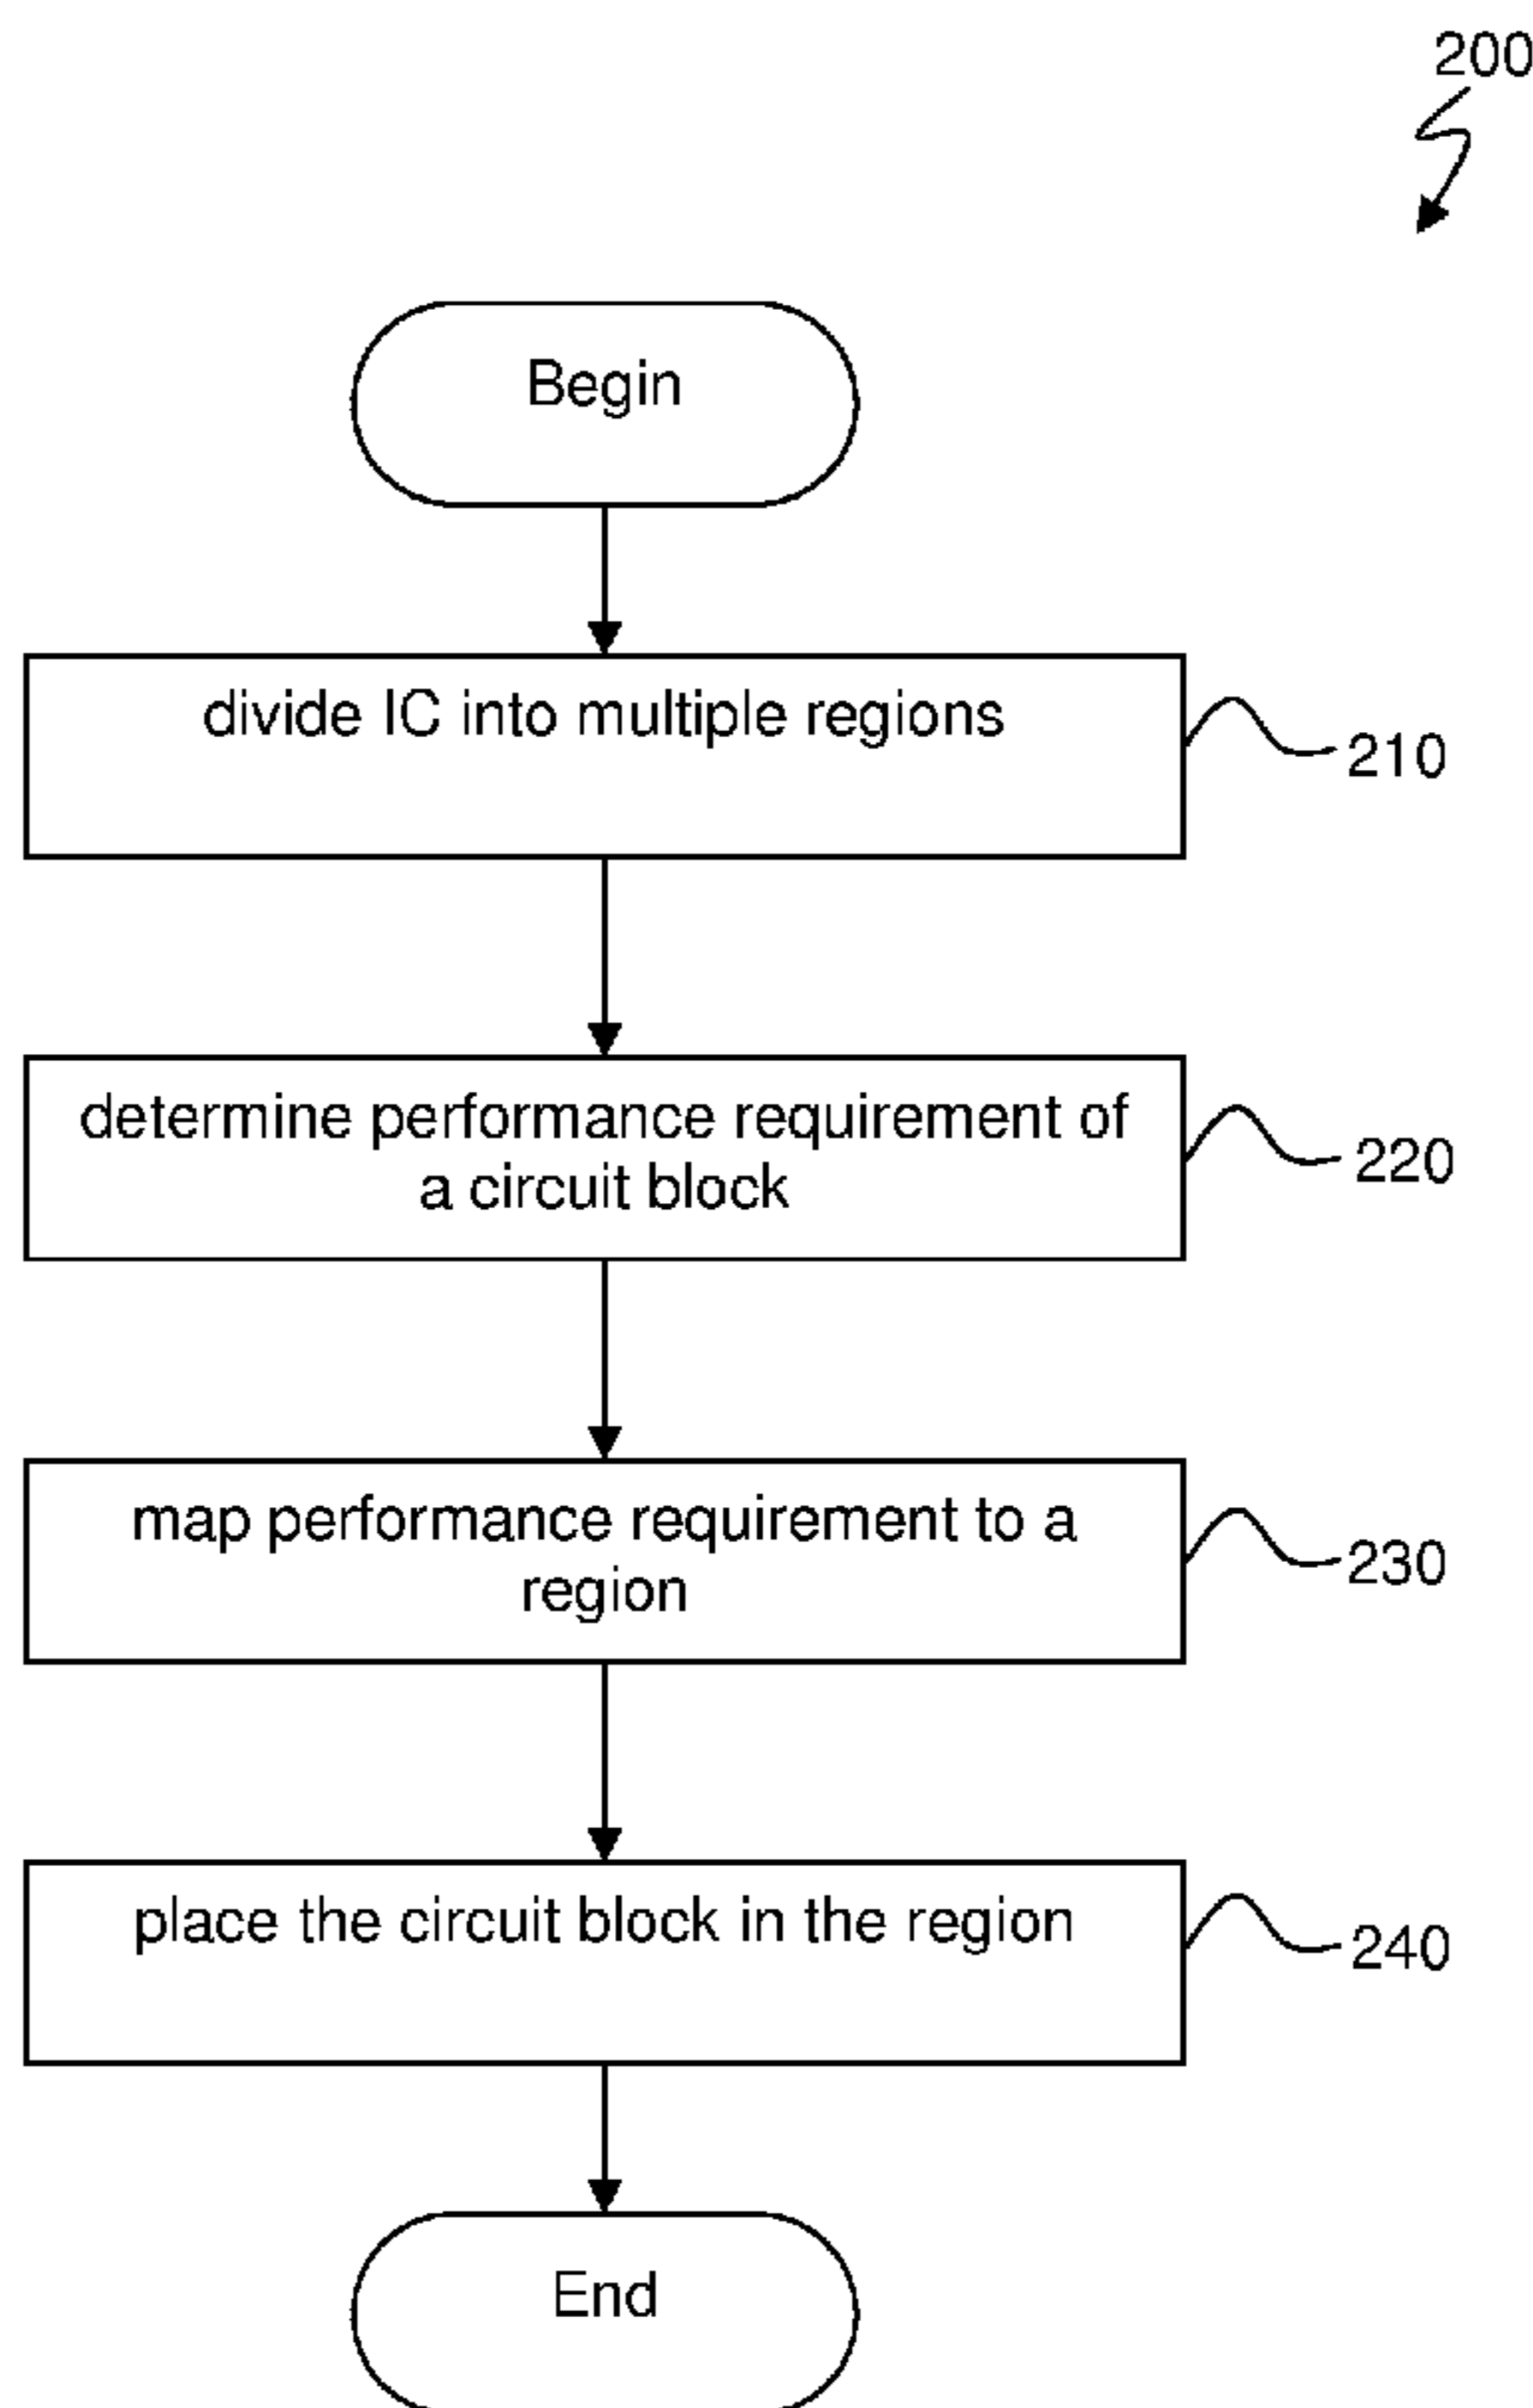 200
Begin
divide IC into multiple regions
210
determine performance requirement of
a circuit block
220
map performance requirement to a
region
230
place the circuit block in the region
240
End